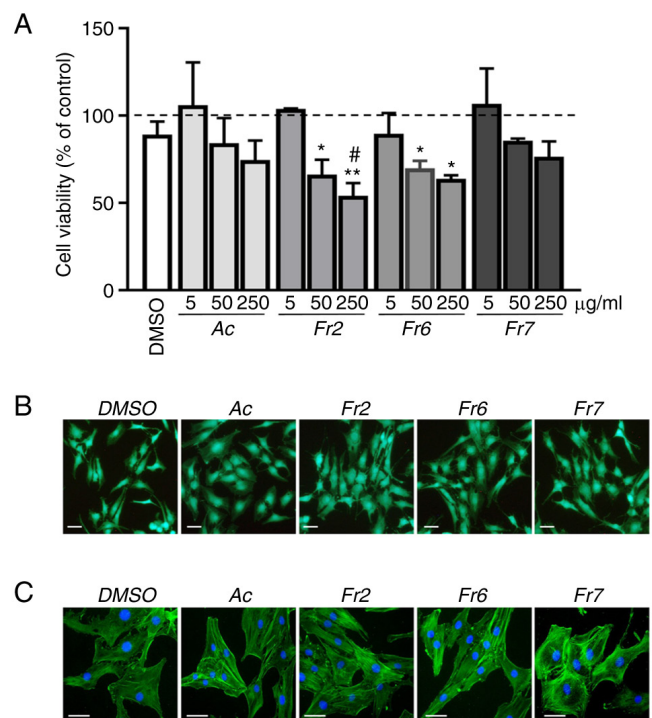 A
150
100
50
0
Cell viability (% of control)
*
#
**
*
*
DMSO
5 50 250 5 50 250 5 50 250 5 50 250 μg/ml
Ac Fr2 Fr6 Fr7
B
DMSO Ac Fr2 Fr6 Fr7
C
DMSO Ac Fr2 Fr6 Fr7